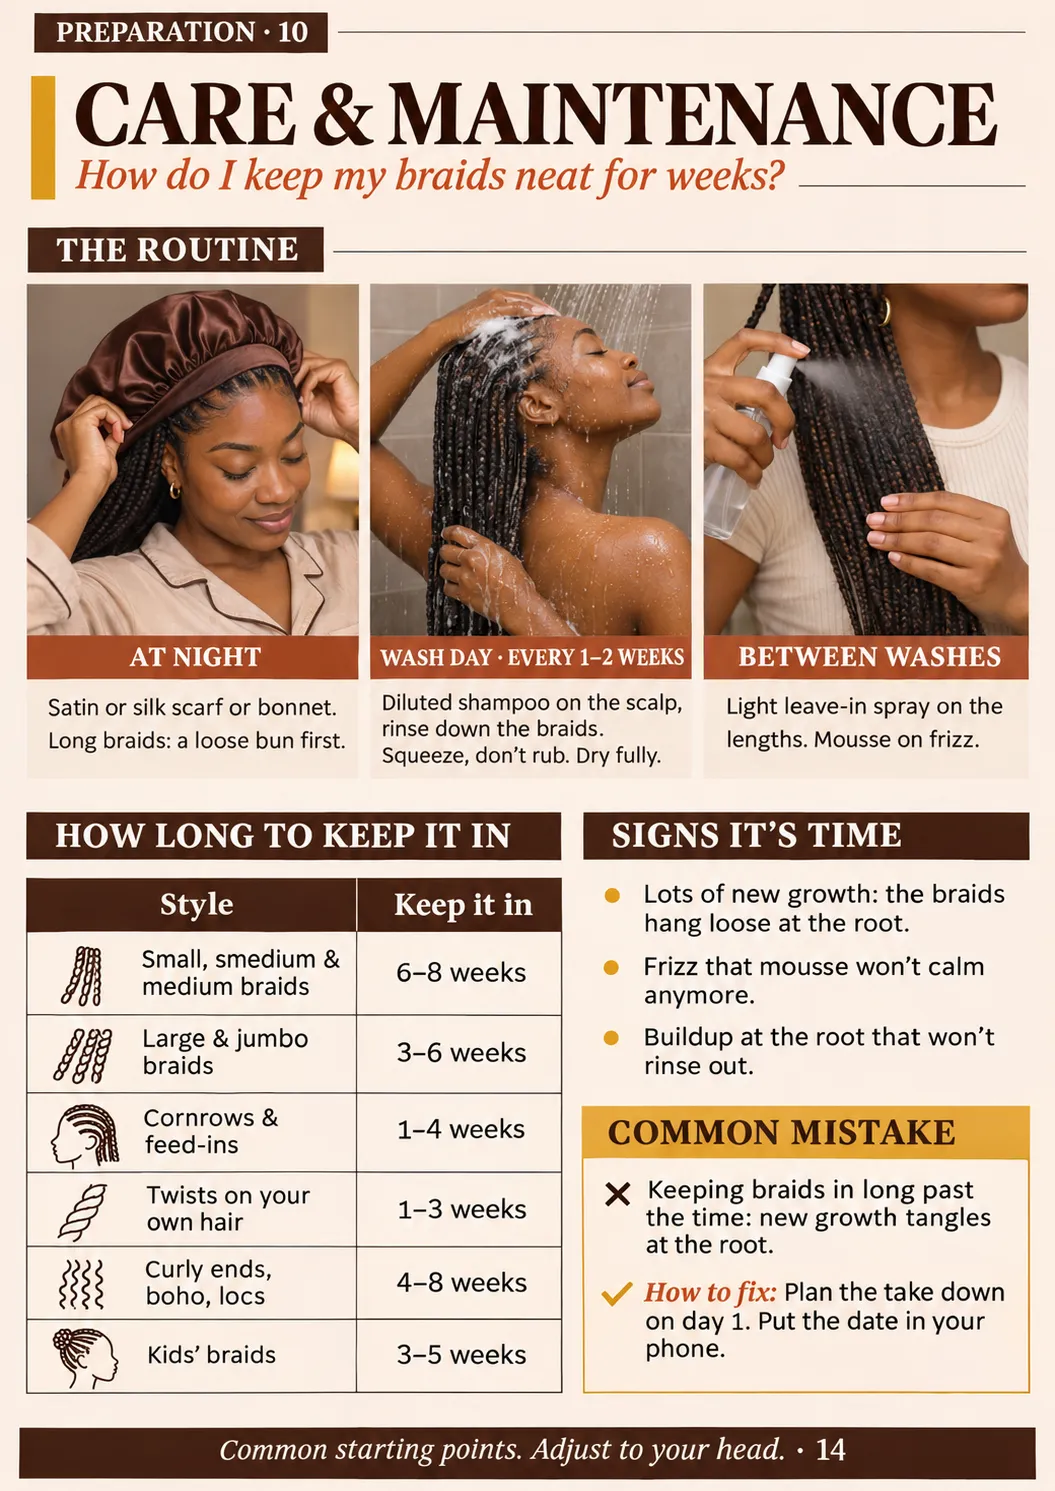 PREPARATION · 10
CARE & MAINTENANCE
How do I keep my braids neat for weeks?
THE ROUTINE
AT NIGHT
Satin or silk scarf or bonnet.
Long braids: a loose bun first.
WASH DAY · EVERY 1–2 WEEKS
Diluted shampoo on the scalp,
rinse down the braids.
Squeeze, don't rub. Dry fully.
BETWEEN WASHES
Light leave-in spray on the
lengths. Mousse on frizz.
HOW LONG TO KEEP IT IN
Style
Keep it in
Small, smedium &
medium braids
6–8 weeks
Large & jumbo
braids
3–6 weeks
Cornrows &
feed-ins
1–4 weeks
Twists on your
own hair
1–3 weeks
Curly ends,
boho, locs
4–8 weeks
Kids' braids
3–5 weeks
SIGNS IT'S TIME
Lots of new growth: the braids
hang loose at the root.
Frizz that mousse won't calm
anymore.
Buildup at the root that won't
rinse out.
COMMON MISTAKE
Keeping braids in long past
the time: new growth tangles
at the root.
How to fix: Plan the take down
on day 1. Put the date in your
phone.
Common starting points. Adjust to your head. · 14